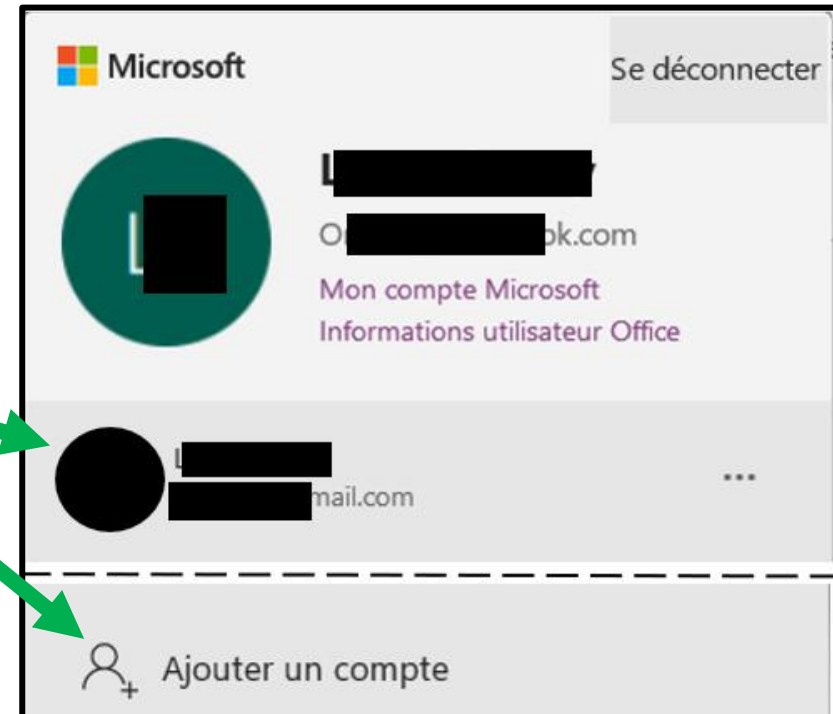 Microsoft
Se déconnecter
Mon compte Microsoft
Informations utilisateur Office
...
Ajouter un compte